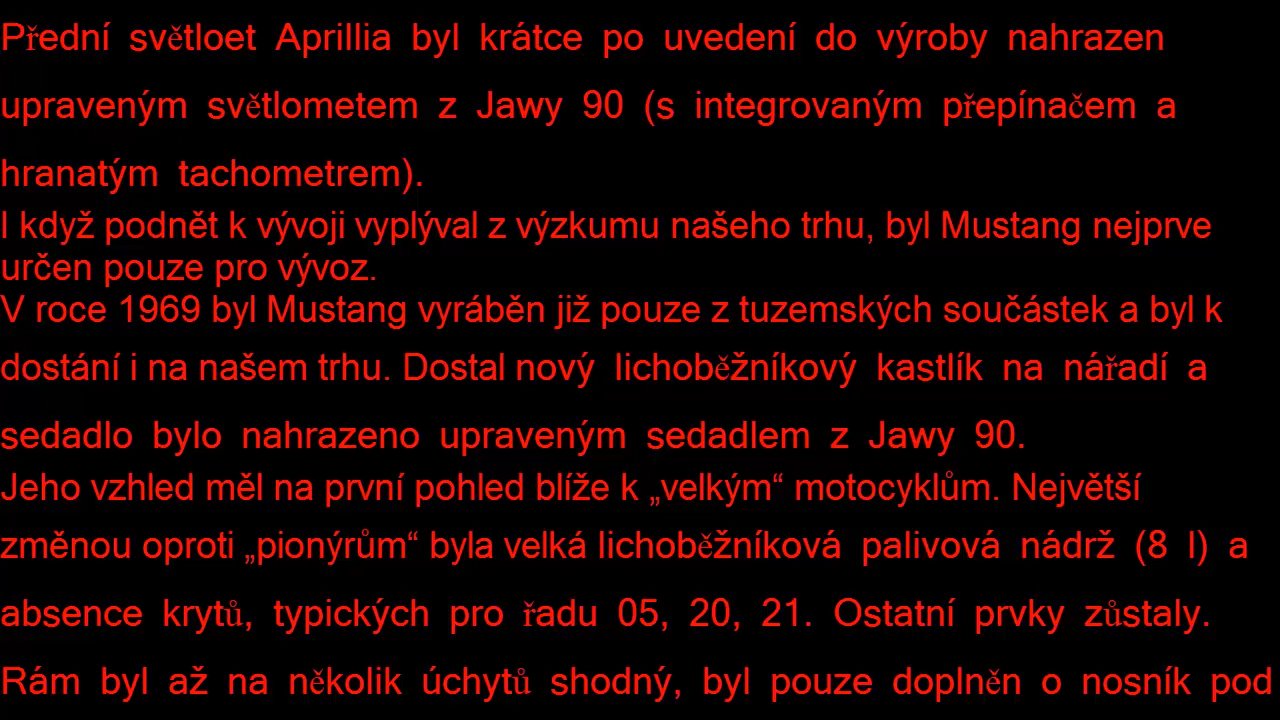 Přední světloet Aprillia byl krátce po uvedení do výroby nahrazen
upraveným světlometem z Jawy 90 (s integrovaným přepínačem a
hranatým tachometrem).
I když podnět k vývoji vyplýval z výzkumu našeho trhu, byl Mustang nejprve
určen pouze pro vývoz.
V roce 1969 byl Mustang vyráběn již pouze z tuzemských součástek a byl k
dostání i na našem trhu. Dostal nový lichoběžníkový kastlík na nářadí a
sedadlo bylo nahrazeno upraveným sedadlem z Jawy 90.
Jeho vzhled měl na první pohled blíže k „velkým“ motocyklům. Největší
změnou oproti „pionýrům“ byla velká lichoběžníková palivová nádrž (8 l) a
absence krytů, typických pro řadu 05, 20, 21. Ostatní prvky zůstaly.
Rám byl až na několik úchytů shodný, byl pouze doplněn o nosník pod